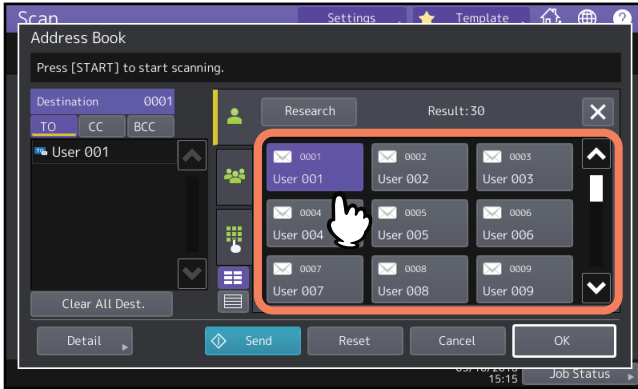 Scan Settings Template
Address Book
Press [START] to start scanning.
Destination 0001
TO CC BCC
User 001
Research Result:30
0001
User 001
0002
User 002
0003
User 003
0004
User 004
0005
User 005
0006
User 006
0007
User 007
0008
User 008
0009
User 009
Clear All Dest.
Detail Send Reset Cancel OK
15:15 Job Status